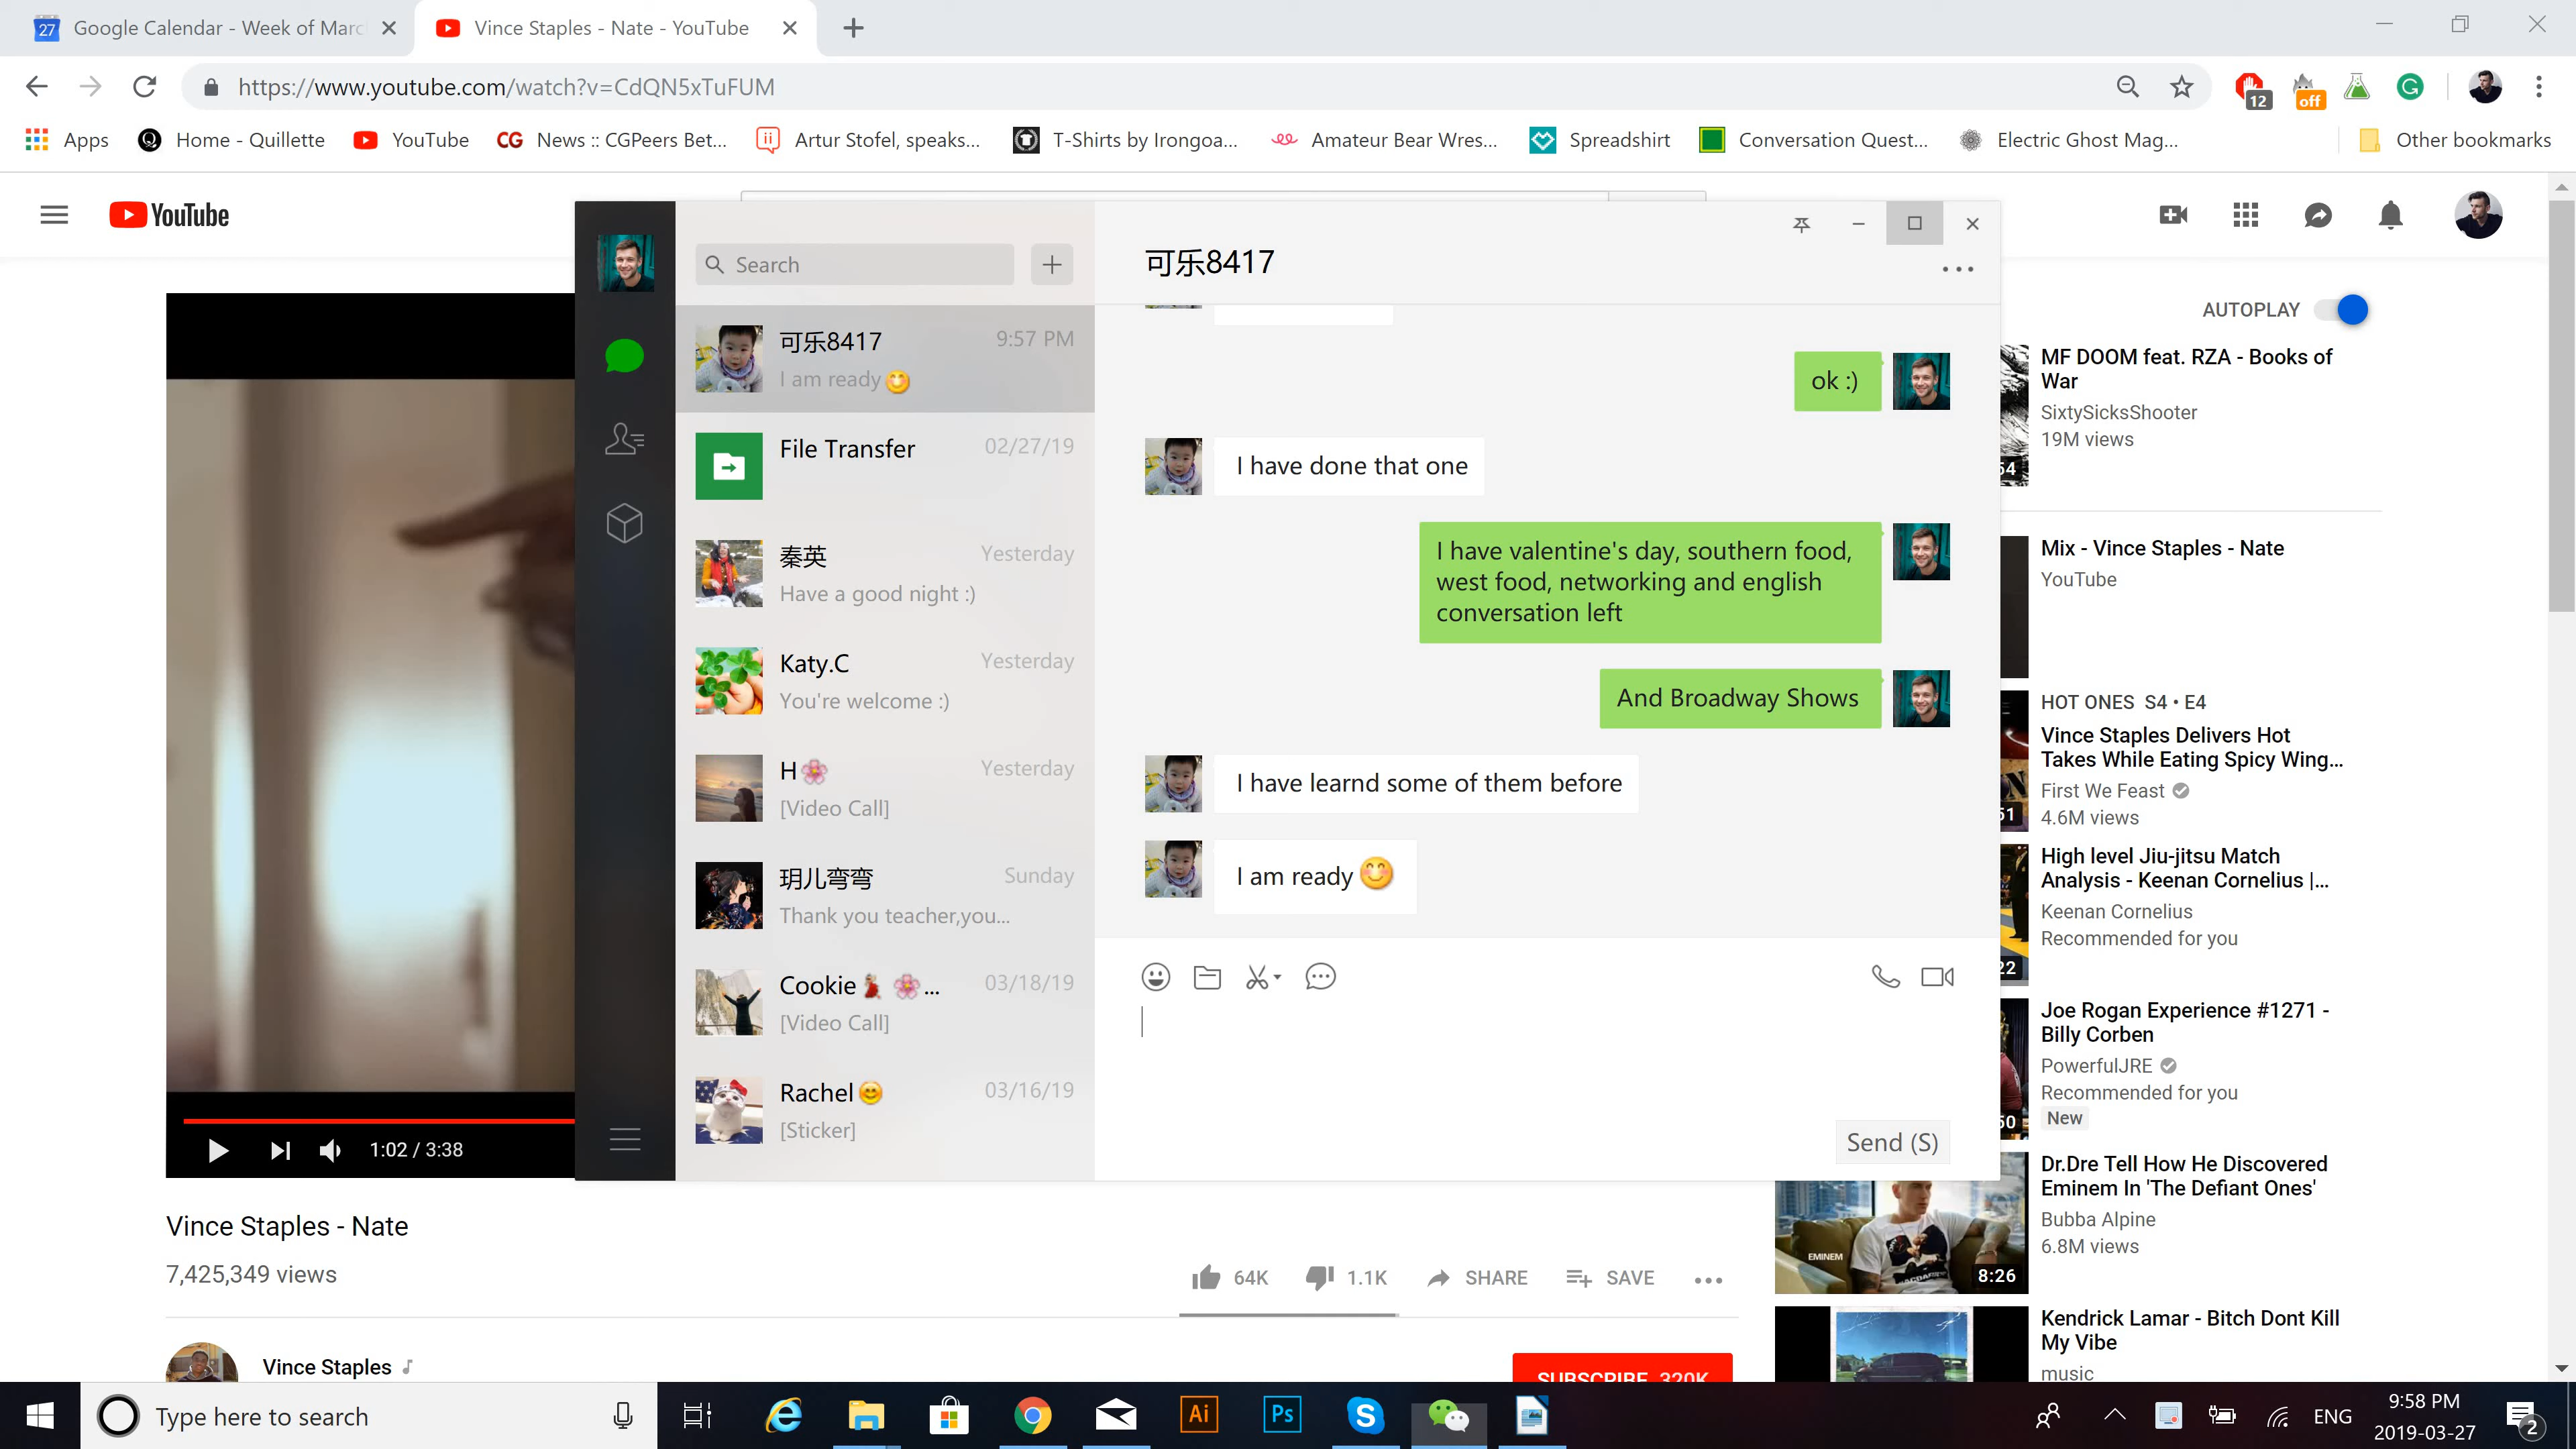 27
Google Calendar - Week of Marc
Vince Staples - Nate - YouTube
https://www.youtube.com/watch?v=CdQN5xTuFUM
12
off
Apps
Home - Quillette
YouTube
CG
News :: CGPeers Bet...
Artur Stofel, speaks...
T-Shirts by Irongoa...
Amateur Bear Wres...
Spreadshirt
Conversation Quest...
Electric Ghost Mag...
Other bookmarks
YouTube
Search
可乐8417
9:57 PM
I am ready😊
File Transfer
02/27/19
秦英
Yesterday
Have a good night :)
Katy.C
Yesterday
You're welcome :)
H🌸
Yesterday
[Video Call]
玥儿弯弯
Sunday
Thank you teacher,you...
Cookie💃🌸...
03/18/19
[Video Call]
Rachel😊
03/16/19
[Sticker]
可乐8417
ok :)
I have done that one
I have valentine's day, southern food,
west food, networking and english
conversation left
And Broadway Shows
I have learnd some of them before
I am ready😊
Send (S)
1:02 / 3:38
Vince Staples - Nate
7,425,349 views
64K
1.1K
SHARE
SAVE
Vince Staples
SUBSCRIBE 320K
AUTOPLAY
MF DOOM feat. RZA - Books of
War
SixtySicksShooter
19M views
54
Mix - Vince Staples - Nate
YouTube
HOT ONES S4 • E4
Vince Staples Delivers Hot
Takes While Eating Spicy Wing...
First We Feast
4.6M views
51
High level Jiu-jitsu Match
Analysis - Keenan Cornelius |...
Keenan Cornelius
Recommended for you
22
Joe Rogan Experience #1271 -
Billy Corben
PowerfulJRE
Recommended for you
New
50
Dr.Dre Tell How He Discovered
Eminem In 'The Defiant Ones'
Bubba Alpine
6.8M views
EMINEM
8:26
Kendrick Lamar - Bitch Dont Kill
My Vibe
music
Type here to search
Ai
Ps
ENG
9:58 PM
2019-03-27
2